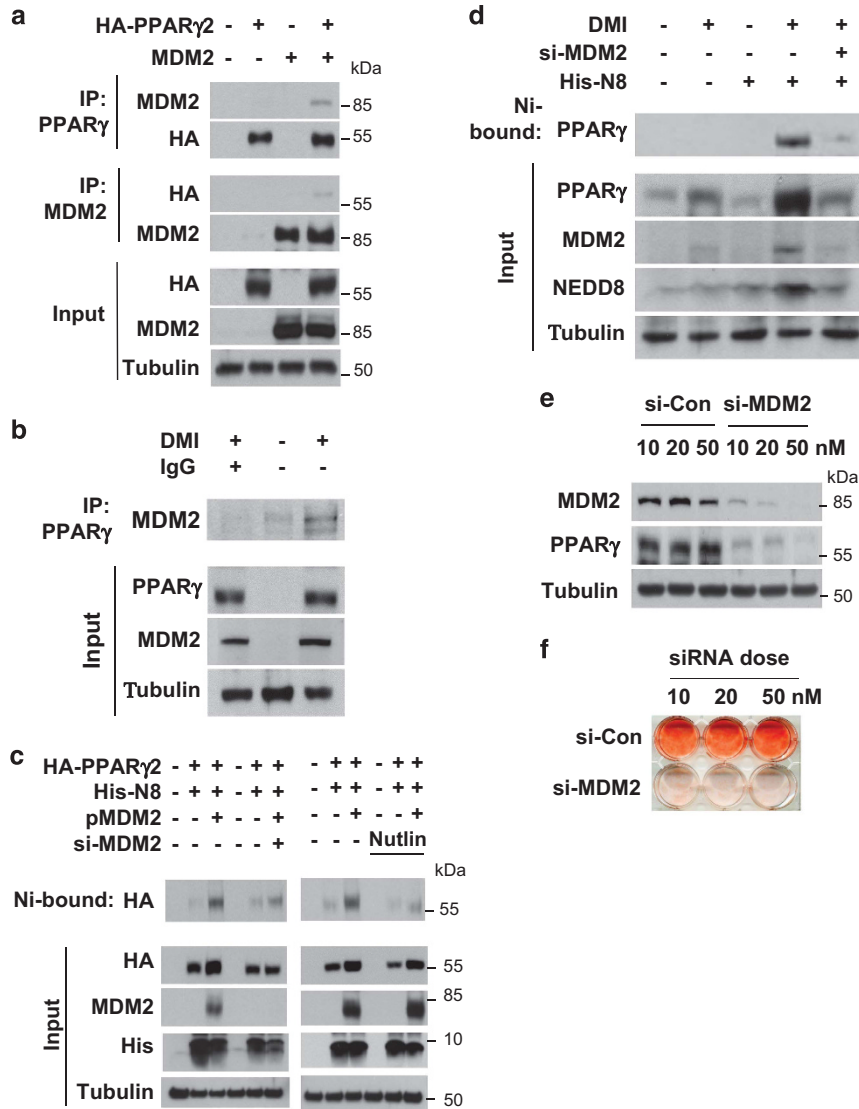 a
HA-PPARγ2 - + - +
MDM2 - - + +
kDa
IP: PPARγ
MDM2
85
HA
55
IP: MDM2
HA
55
MDM2
85
Input
HA
55
MDM2
85
Tubulin
50
b
DMI + - +
IgG + - -
IP: PPARγ
MDM2
Input
PPARγ
MDM2
Tubulin
c
HA-PPARγ2 - + + - + + - + + - + +
His-N8 - + + - + + - + + - + +
pMDM2 - - + - - + - - + - - +
si-MDM2 - - - - - + - - - Nutlin
kDa
Ni-bound: HA
55
Input
HA
55
MDM2
85
His
10
Tubulin
50
d
DMI - + - + +
si-MDM2 - - - - +
His-N8 - - + + +
Ni-bound: PPARγ
Input
PPARγ
MDM2
NEDD8
Tubulin
e
si-Con si-MDM2
10 20 50 10 20 50 nM
kDa
MDM2
85
PPARγ
55
Tubulin
50
f
siRNA dose
10 20 50 nM
si-Con
si-MDM2